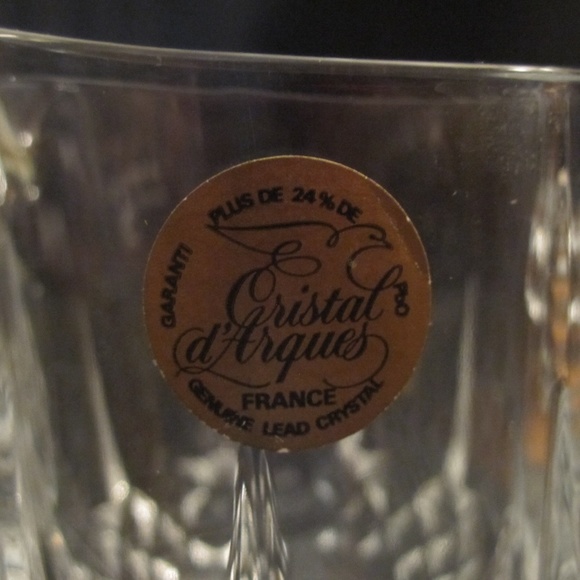 GARANTI PLUS DE 24% DE PbO
Cristal
d'Arques
FRANCE
GENUINE LEAD CRYSTAL